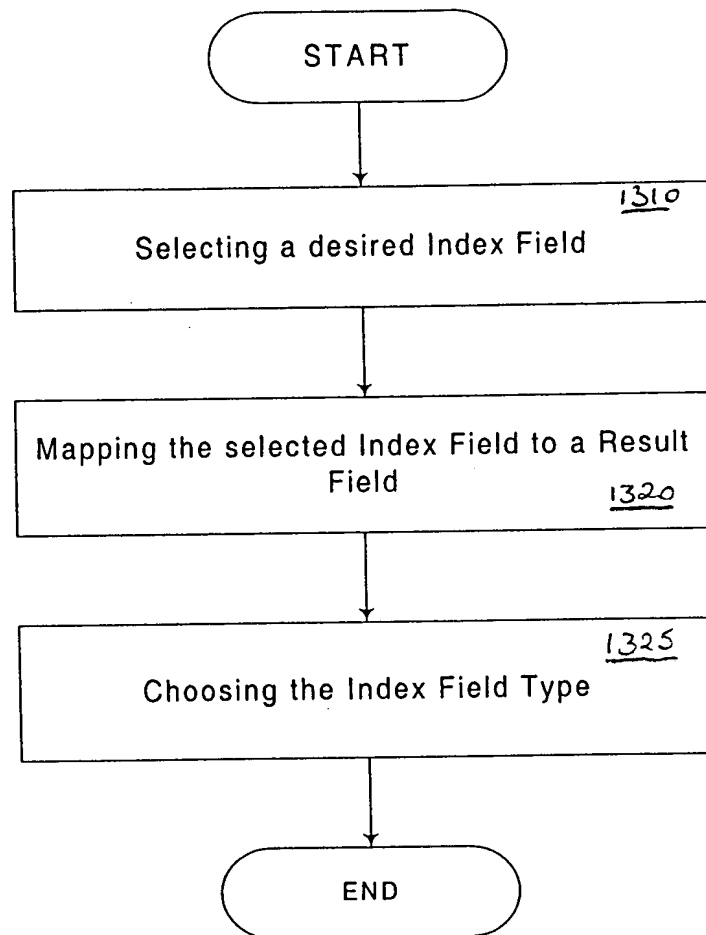 START
1310
Selecting a desired Index Field
Mapping the selected Index Field to a Result
Field
1320
1325
Choosing the Index Field Type
END